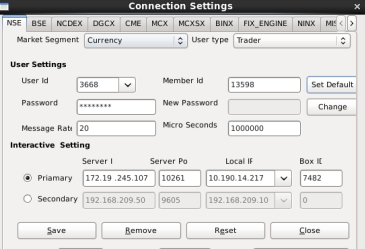 Connection Settings
NSE BSE NCDEX DGCX CME MCX MCXSX BINX FIX_ENGINE NINX
Market Segment Currency User type Trader
User Settings
User Id 3668 Member Id 13598 Set Default
Password ******** New Password Change
Message Rate 20 Micro Seconds 1000000
Interactive Setting
Server I Server Po Local IF Box IC
Priamary 172.19 .245.107 10261 10.190.14.217 7482
Secondary 192.168.209.50 9605 192.168.209.10 0
Save Remove Reset Close